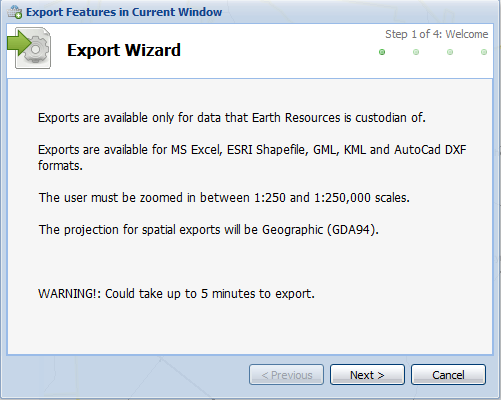 Export Features in Current Window
Export Wizard
Step 1 of 4: Welcome
Exports are available only for data that Earth Resources is custodian of.
Exports are available for MS Excel, ESRI Shapefile, GML, KML and AutoCad DXF
formats.
The user must be zoomed in between 1:250 and 1:250,000 scales.
The projection for spatial exports will be Geographic (GDA94).
WARNING!: Could take up to 5 minutes to export.
< Previous
Next >
Cancel